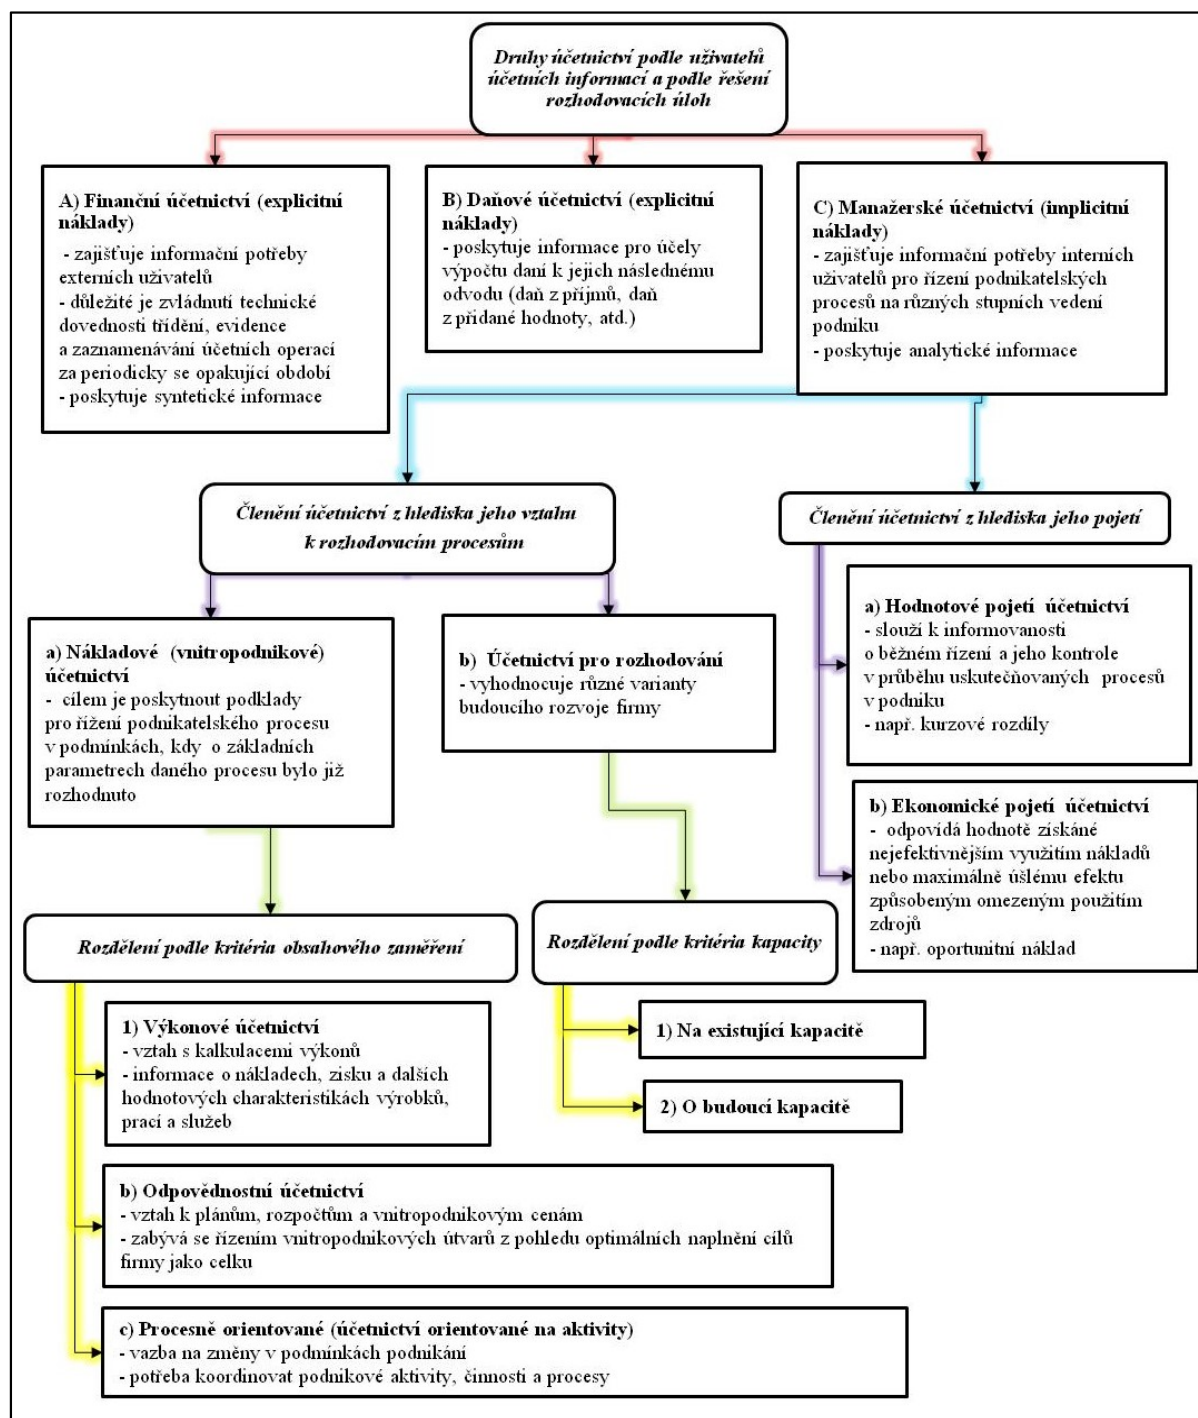 Druhy účetnictví podle uživatelů
účetních informací a podle řešení
rozhodovacích úloh
A) Finanční účetnictví (explicitní
náklady)
- zajišťuje informační potřeby
externích uživatelů
- důležité je zvládnutí technické
dovednosti třídění, evidence
a zaznamenávání účetních operací
za periodicky se opakující období
- poskytuje syntetické informace
B) Daňové účetnictví (explicitní
náklady)
- poskytuje informace pro účely
výpočtu daní k jejich následnému
odvodu (daň z příjmů, daň
z přidané hodnoty, atd.)
C) Manažerské účetnictví (implicitní
náklady)
- zajišťuje informační potřeby interních
uživatelů pro řízení podnikatelských
procesů na různých stupních vedení
podniku
- poskytuje analytické informace
Členění účetnictví z hlediska jeho vztahu
k rozhodovacím procesům
Členění účetnictví z hlediska jeho pojetí
a) Nákladové (vnitropodnikové)
účetnictví
- cílem je poskytnout podklady
pro řížení podnikatelského procesu
v podmínkách, kdy o základních
parametrech daného procesu bylo již
rozhodnuto
b) Účetnictví pro rozhodování
- vyhodnocuje různé varianty
budoucího rozvoje firmy
a) Hodnotové pojetí účetnictví
- slouží k informovanosti
o běžném řízení a jeho kontrole
v průběhu uskutečňovaných procesů
v podniku
- např. kurzové rozdíly
b) Ekonomické pojetí účetnictví
- odpovídá hodnotě získáné
nejefektivnějším využitím nákladů
nebo maximálně úšlému efektu
způsobeným omezeným použitím
zdrojů
- např. oportunitní náklad
Rozdělení podle kritéria obsahového zaměření
Rozdělení podle kritéria kapacity
1) Výkonové účetnictví
- vztah s kalkulacemi výkonů
- informace o nákladech, zisku a dalších
hodnotových charakteristikách výrobků,
prací a služeb
1) Na existující kapacitě
2) O budoucí kapacitě
b) Odpovědnostní účetnictví
- vztah k plánům, rozpočtům a vnitropodnikovým cenám
- zabývá se řízením vnitropodnikových útvarů z pohledu optimálních naplnění cílů
firmy jako celku
c) Procesně orientované (účetnictví orientované na aktivity)
- vazba na změny v podmínkách podnikání
- potřeba koordinovat podnikové aktivity, činnosti a procesy